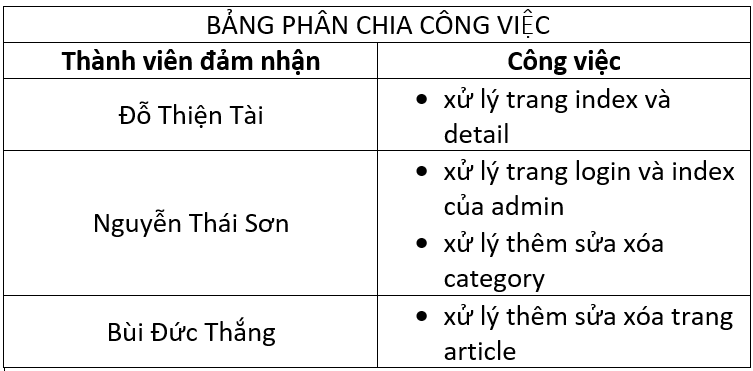 BẢNG PHÂN CHIA CÔNG VIỆC
Thành viên đảm nhận
Công việc
Đỗ Thiện Tài
• xử lý trang index và
detail
Nguyễn Thái Sơn
• xử lý trang login và index
của admin
• xử lý thêm sửa xóa
category
Bùi Đức Thắng
• xử lý thêm sửa xóa trang
article